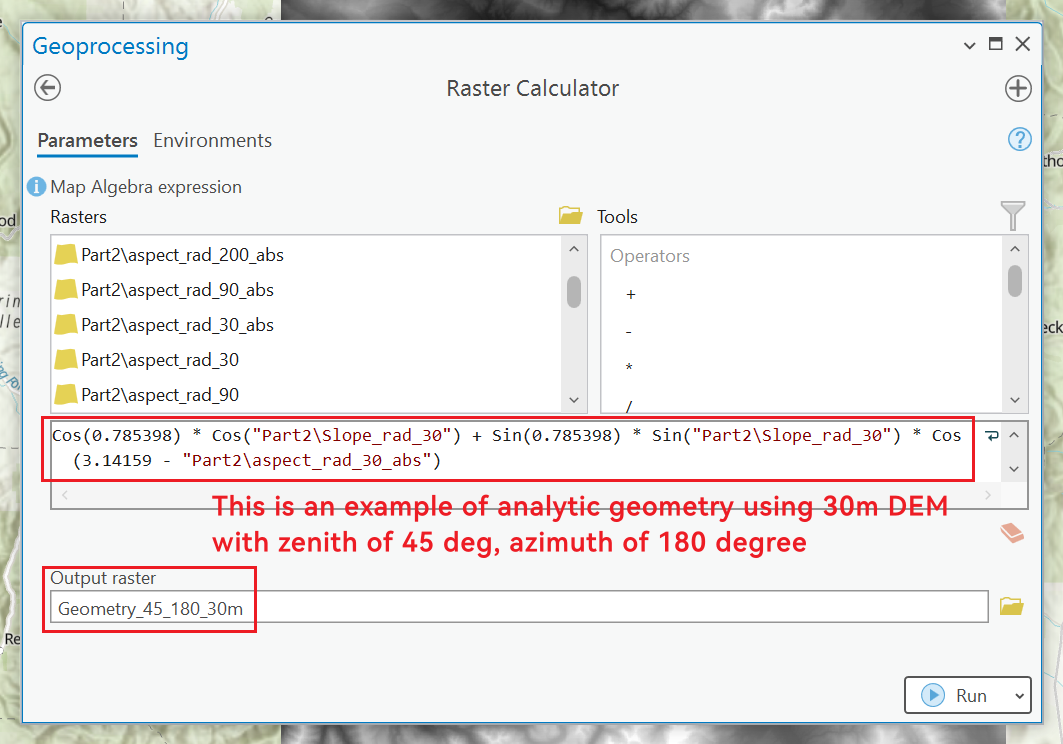 Geoprocessing
Raster Calculator
Parameters Environments
Map Algebra expression
Rasters
Tools
Part2\aspect_rad_200_abs
Part2\aspect_rad_90_abs
Part2\aspect_rad_30_abs
Part2\aspect_rad_30
Part2\aspect_rad_90
Operators
+
-
*
/
Cos(0.785398) * Cos("Part2\Slope_rad_30") + Sin(0.785398) * Sin("Part2\Slope_rad_30") * Cos
(3.14159 - "Part2\aspect_rad_30_abs")
This is an example of analytic geometry using 30m DEM
with zenith of 45 deg, azimuth of 180 degree
Output raster
Geometry_45_180_30m
Run